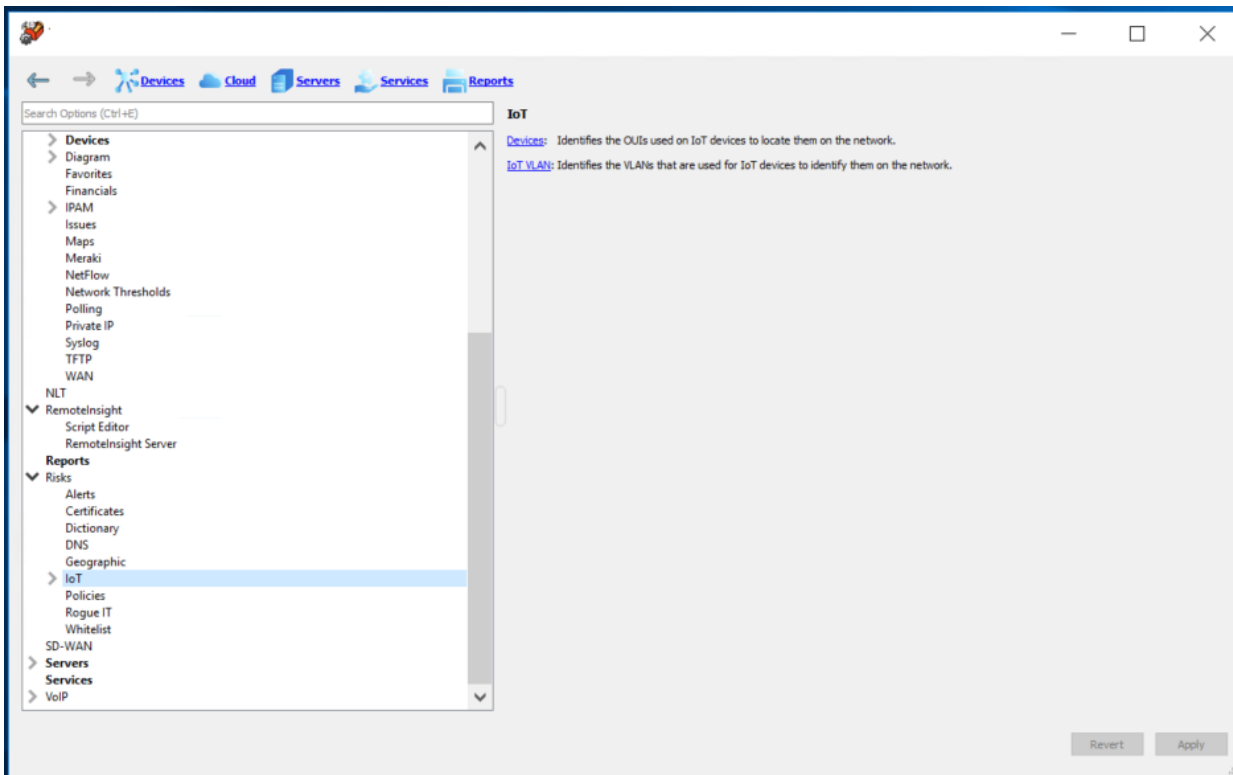 Devices Cloud Servers Services Reports
Search Options (Ctrl+E)
Devices
Diagram
Favorites
Financials
IPAM
Issues
Maps
Meraki
NetFlow
Network Thresholds
Polling
Private IP
Syslog
TFTP
WAN
NLT
RemoteInsight
Script Editor
RemoteInsight Server
Reports
Risks
Alerts
Certificates
Dictionary
DNS
Geographic
IoT
Policies
Rogue IT
Whitelist
SD-WAN
Servers
Services
VoIP
IoT
Devices: Identifies the OUIs used on IoT devices to locate them on the network.
IoT VLAN: Identifies the VLANs that are used for IoT devices to identify them on the network.
Revert Apply